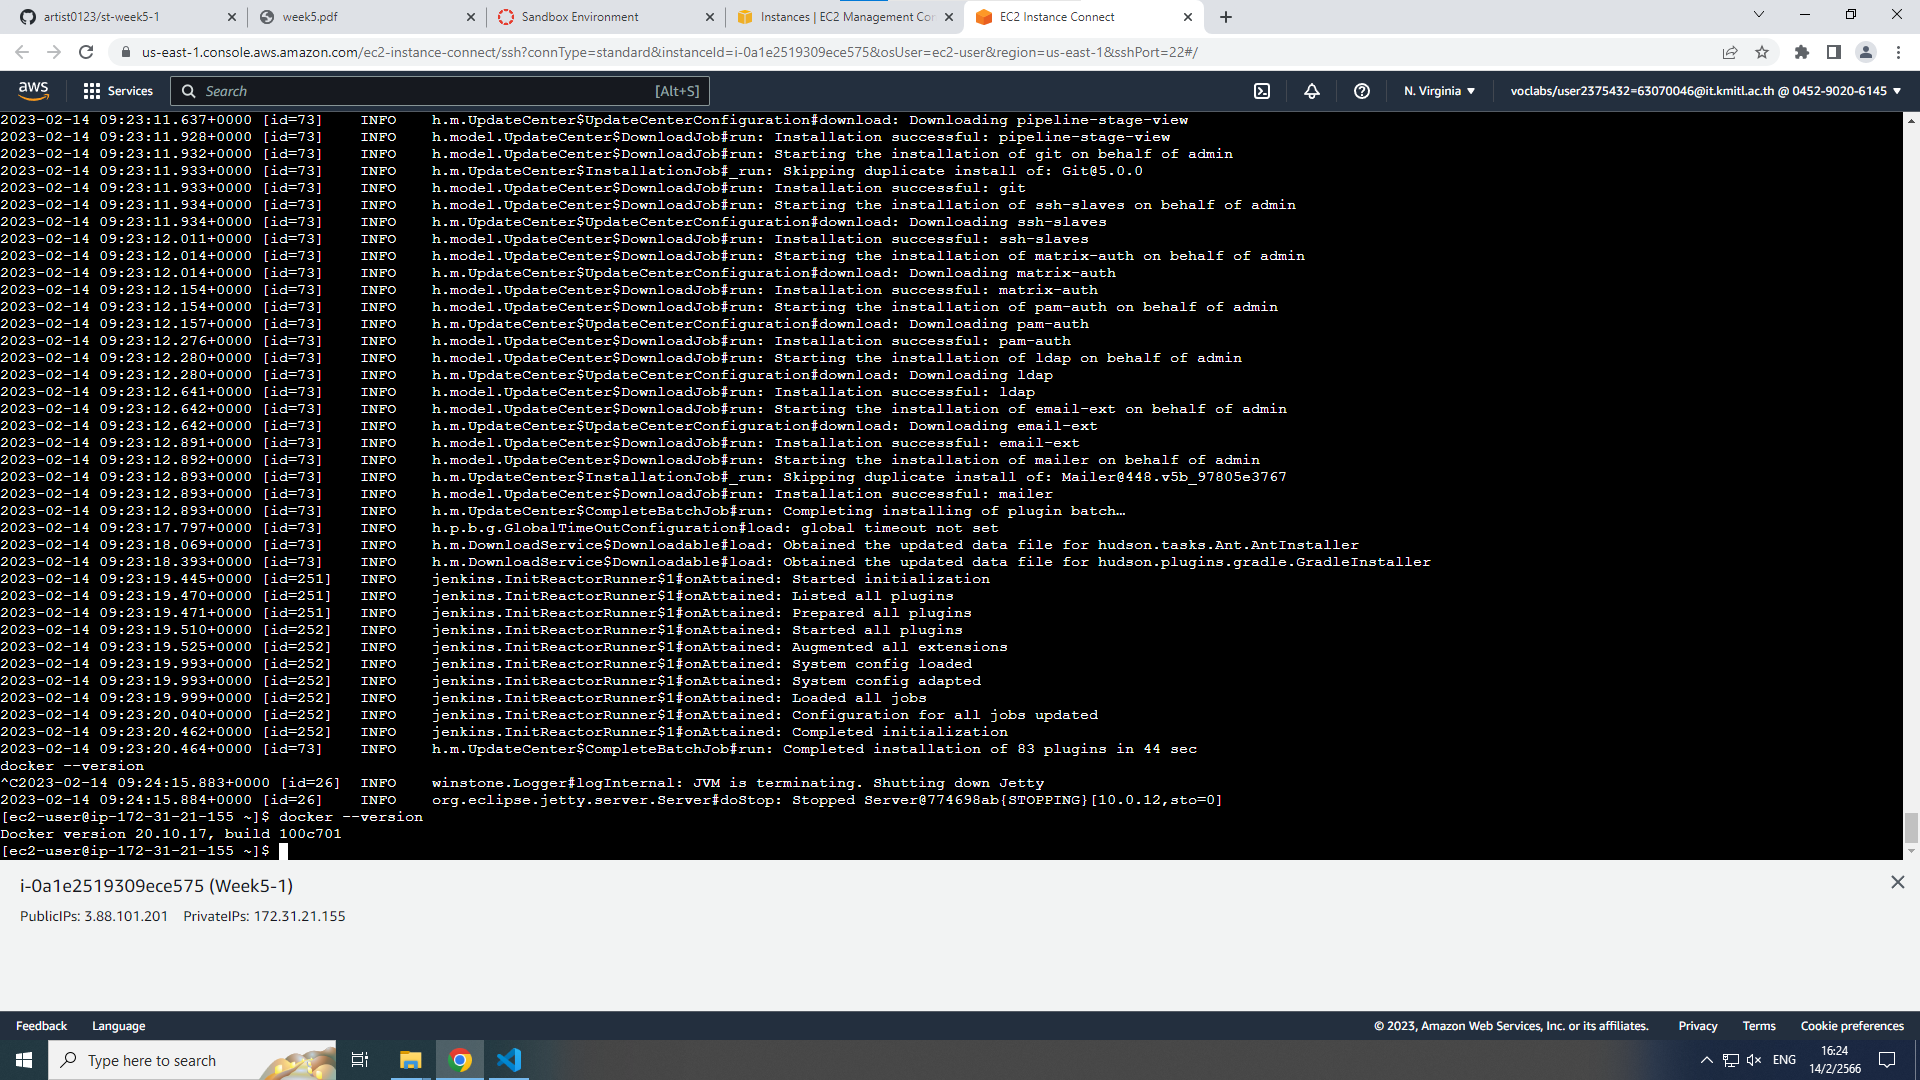 artist0123/st-week5-1
week5.pdf
Sandbox Environment
Instances | EC2 Management Con
EC2 Instance Connect
us-east-1.console.aws.amazon.com/ec2-instance-connect/ssh?connType=standard&instanceId=i-0a1e2519309ece575&osUser=ec2-user&region=us-east-1&sshPort=22#/
aws
Services
Search
[Alt+S]
N. Virginia
voclabs/user2375432=63070046@it.kmitl.ac.th @ 0452-9020-6145
2023-02-14 09:23:11.637+0000 [id=73] INFO h.m.UpdateCenter$UpdateCenterConfiguration#download: Downloading pipeline-stage-view
2023-02-14 09:23:11.928+0000 [id=73] INFO h.model.UpdateCenter$DownloadJob#run: Installation successful: pipeline-stage-view
2023-02-14 09:23:11.932+0000 [id=73] INFO h.model.UpdateCenter$DownloadJob#run: Starting the installation of git on behalf of admin
2023-02-14 09:23:11.933+0000 [id=73] INFO h.m.UpdateCenter$InstallationJob#_run: Skipping duplicate install of: Git@5.0.0
2023-02-14 09:23:11.933+0000 [id=73] INFO h.model.UpdateCenter$DownloadJob#run: Installation successful: git
2023-02-14 09:23:11.934+0000 [id=73] INFO h.model.UpdateCenter$DownloadJob#run: Starting the installation of ssh-slaves on behalf of admin
2023-02-14 09:23:11.934+0000 [id=73] INFO h.m.UpdateCenter$UpdateCenterConfiguration#download: Downloading ssh-slaves
2023-02-14 09:23:12.011+0000 [id=73] INFO h.model.UpdateCenter$DownloadJob#run: Installation successful: ssh-slaves
2023-02-14 09:23:12.014+0000 [id=73] INFO h.model.UpdateCenter$DownloadJob#run: Starting the installation of matrix-auth on behalf of admin
2023-02-14 09:23:12.014+0000 [id=73] INFO h.m.UpdateCenter$UpdateCenterConfiguration#download: Downloading matrix-auth
2023-02-14 09:23:12.154+0000 [id=73] INFO h.model.UpdateCenter$DownloadJob#run: Installation successful: matrix-auth
2023-02-14 09:23:12.154+0000 [id=73] INFO h.model.UpdateCenter$DownloadJob#run: Starting the installation of pam-auth on behalf of admin
2023-02-14 09:23:12.157+0000 [id=73] INFO h.m.UpdateCenter$UpdateCenterConfiguration#download: Downloading pam-auth
2023-02-14 09:23:12.276+0000 [id=73] INFO h.model.UpdateCenter$DownloadJob#run: Installation successful: pam-auth
2023-02-14 09:23:12.280+0000 [id=73] INFO h.model.UpdateCenter$DownloadJob#run: Starting the installation of ldap on behalf of admin
2023-02-14 09:23:12.280+0000 [id=73] INFO h.m.UpdateCenter$UpdateCenterConfiguration#download: Downloading ldap
2023-02-14 09:23:12.641+0000 [id=73] INFO h.model.UpdateCenter$DownloadJob#run: Installation successful: ldap
2023-02-14 09:23:12.642+0000 [id=73] INFO h.model.UpdateCenter$DownloadJob#run: Starting the installation of email-ext on behalf of admin
2023-02-14 09:23:12.642+0000 [id=73] INFO h.m.UpdateCenter$UpdateCenterConfiguration#download: Downloading email-ext
2023-02-14 09:23:12.891+0000 [id=73] INFO h.model.UpdateCenter$DownloadJob#run: Installation successful: email-ext
2023-02-14 09:23:12.892+0000 [id=73] INFO h.model.UpdateCenter$DownloadJob#run: Starting the installation of mailer on behalf of admin
2023-02-14 09:23:12.893+0000 [id=73] INFO h.m.UpdateCenter$InstallationJob#_run: Skipping duplicate install of: Mailer@448.v5b_97805e3767
2023-02-14 09:23:12.893+0000 [id=73] INFO h.model.UpdateCenter$DownloadJob#run: Installation successful: mailer
2023-02-14 09:23:12.893+0000 [id=73] INFO h.m.UpdateCenter$CompleteBatchJob#run: Completing installing of plugin batch…
2023-02-14 09:23:17.797+0000 [id=73] INFO h.p.b.g.GlobalTimeOutConfiguration#load: global timeout not set
2023-02-14 09:23:18.069+0000 [id=73] INFO h.m.DownloadService$Downloadable#load: Obtained the updated data file for hudson.tasks.Ant.AntInstaller
2023-02-14 09:23:18.393+0000 [id=73] INFO h.m.DownloadService$Downloadable#load: Obtained the updated data file for hudson.plugins.gradle.GradleInstaller
2023-02-14 09:23:19.445+0000 [id=251] INFO jenkins.InitReactorRunner$1#onAttained: Started initialization
2023-02-14 09:23:19.470+0000 [id=251] INFO jenkins.InitReactorRunner$1#onAttained: Listed all plugins
2023-02-14 09:23:19.471+0000 [id=251] INFO jenkins.InitReactorRunner$1#onAttained: Prepared all plugins
2023-02-14 09:23:19.510+0000 [id=252] INFO jenkins.InitReactorRunner$1#onAttained: Started all plugins
2023-02-14 09:23:19.525+0000 [id=252] INFO jenkins.InitReactorRunner$1#onAttained: Augmented all extensions
2023-02-14 09:23:19.993+0000 [id=252] INFO jenkins.InitReactorRunner$1#onAttained: System config loaded
2023-02-14 09:23:19.993+0000 [id=252] INFO jenkins.InitReactorRunner$1#onAttained: System config adapted
2023-02-14 09:23:19.999+0000 [id=252] INFO jenkins.InitReactorRunner$1#onAttained: Loaded all jobs
2023-02-14 09:23:20.040+0000 [id=252] INFO jenkins.InitReactorRunner$1#onAttained: Configuration for all jobs updated
2023-02-14 09:23:20.462+0000 [id=252] INFO jenkins.InitReactorRunner$1#onAttained: Completed initialization
2023-02-14 09:23:20.464+0000 [id=73] INFO h.m.UpdateCenter$CompleteBatchJob#run: Completed installation of 83 plugins in 44 sec
docker --version
^C2023-02-14 09:24:15.883+0000 [id=26] INFO winstone.Logger#logInternal: JVM is terminating. Shutting down Jetty
2023-02-14 09:24:15.884+0000 [id=26] INFO org.eclipse.jetty.server.Server#doStop: Stopped Server@774698ab{STOPPING}[10.0.12,sto=0]
[ec2-user@ip-172-31-21-155 ~]$ docker --version
Docker version 20.10.17, build 100c701
[ec2-user@ip-172-31-21-155 ~]$
i-0a1e2519309ece575 (Week5-1)
PublicIPs: 3.88.101.201 PrivateIPs: 172.31.21.155
Feedback
Language
© 2023, Amazon Web Services, Inc. or its affiliates.
Privacy
Terms
Cookie preferences
Type here to search
ENG
16:24
14/2/2566